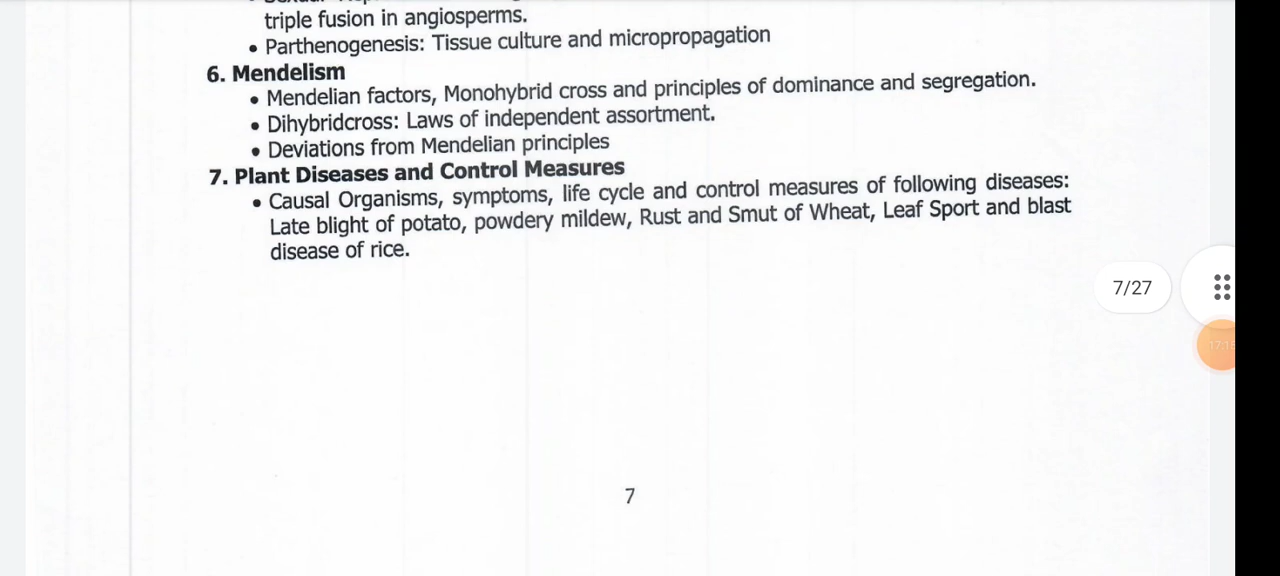 triple fusion in angiosperms.
• Parthenogenesis: Tissue culture and micropropagation
6. Mendelism
• Mendelian factors, Monohybrid cross and principles of dominance and segregation.
• Dihybridcross: Laws of independent assortment.
• Deviations from Mendelian principles
7. Plant Diseases and Control Measures
• Causal Organisms, symptoms, life cycle and control measures of following diseases:
Late blight of potato, powdery mildew, Rust and Smut of Wheat, Leaf Sport and blast
disease of rice.
7/27
7